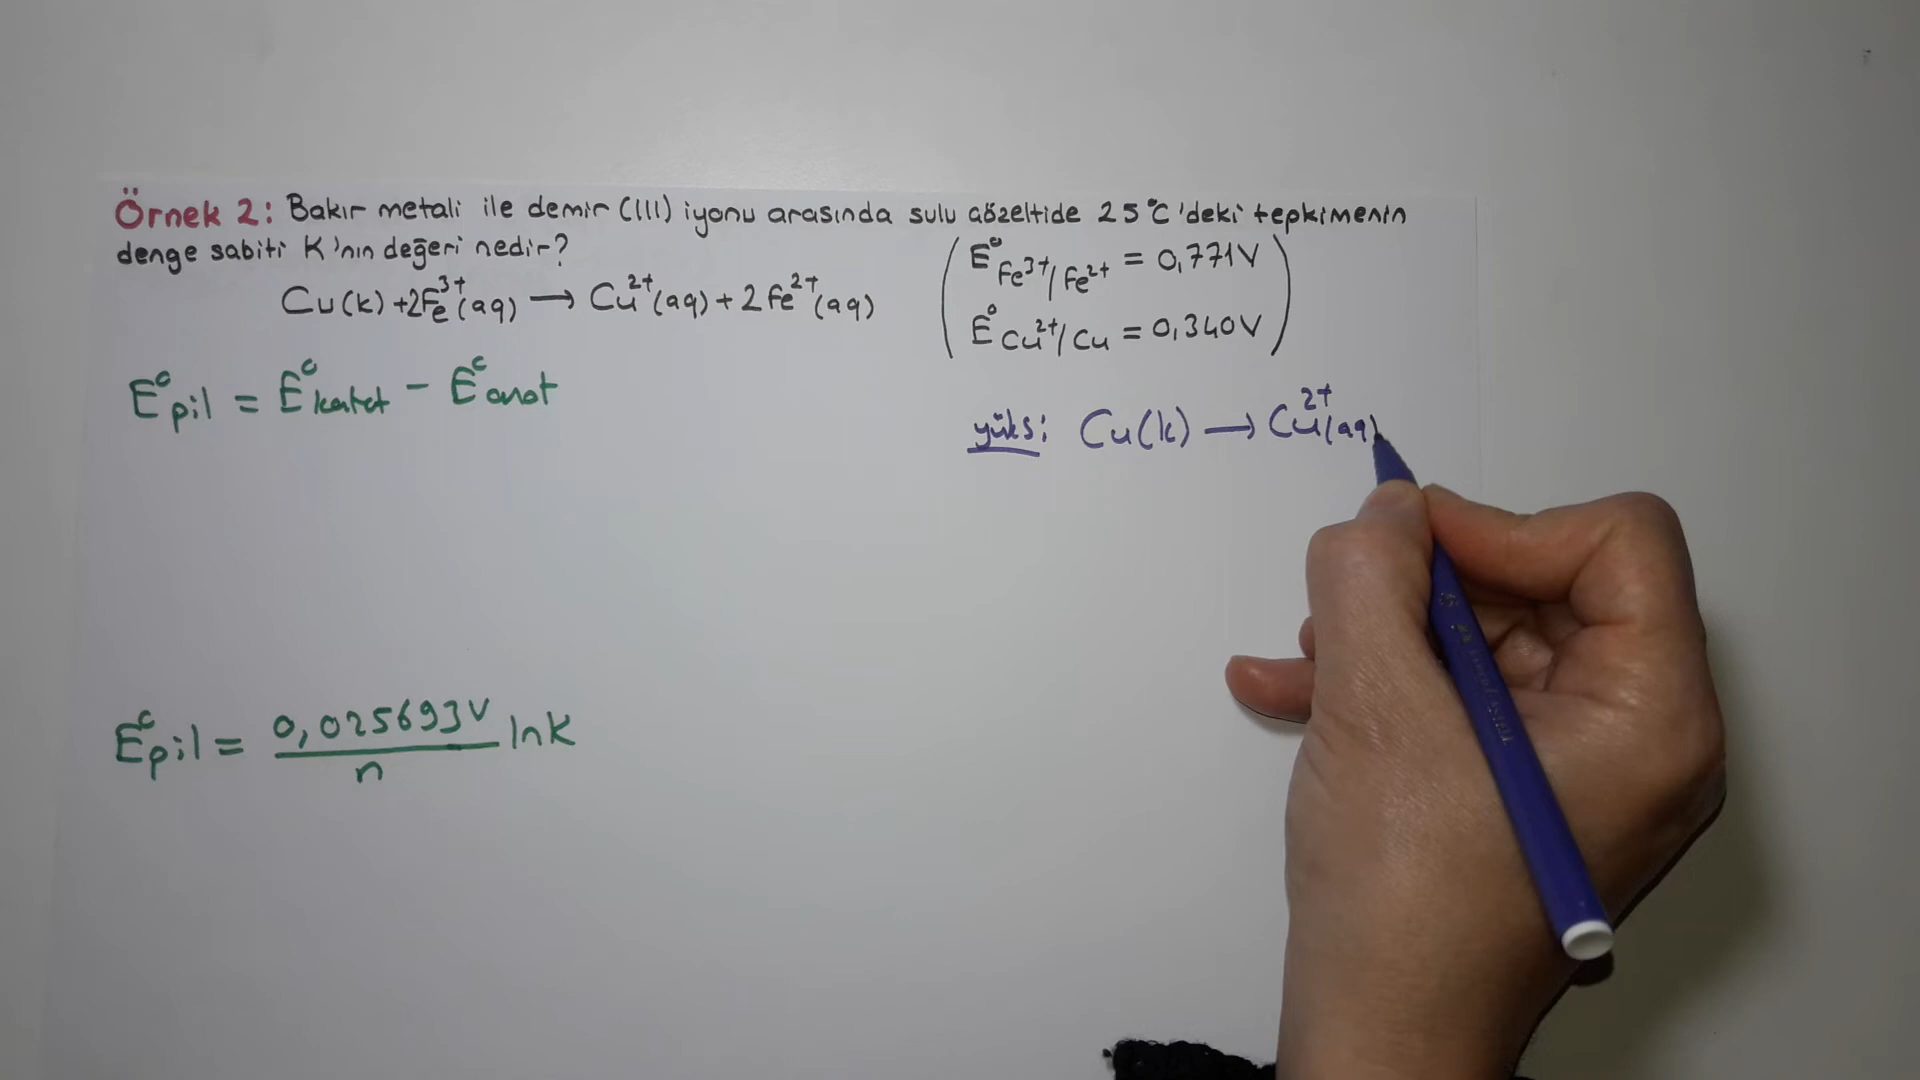 Örnek 2: Bakır metali ile demir (III) iyonu arasında sulu çözeltide 25°C'deki tepkimenin
denge sabiti K'nın değeri nedir?
Cu(k) + 2Fe³⁺(aq) → Cu²⁺(aq) + 2Fe²⁺(aq)
E°Fe³⁺/Fe²⁺ = 0,771V
E°Cu²⁺/Cu = 0,340V
E°pil = E°katot - E°anot
yüks: Cu(k) → Cu²⁺(aq)
E°pil = 0,025693V/n lnK